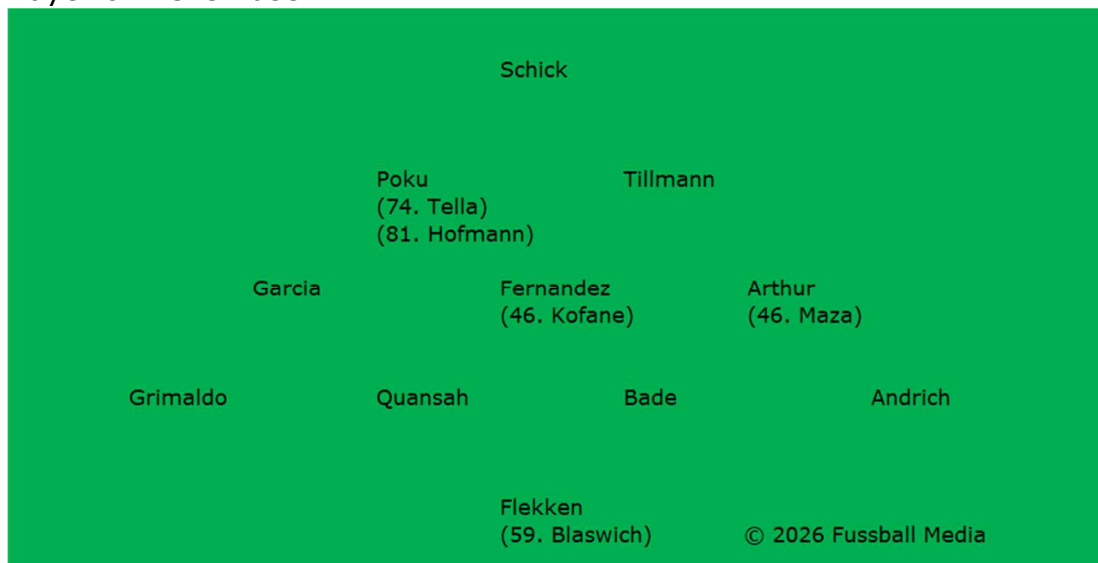 Schick
Poku Tillmann
(74. Tella)
(81. Hofmann)
Garcia Fernandez Arthur
(46. Kofane) (46. Maza)
Grimaldo Quansah Bade Andrich
Flekken
(59. Blaswich) © 2026 Fussball Media